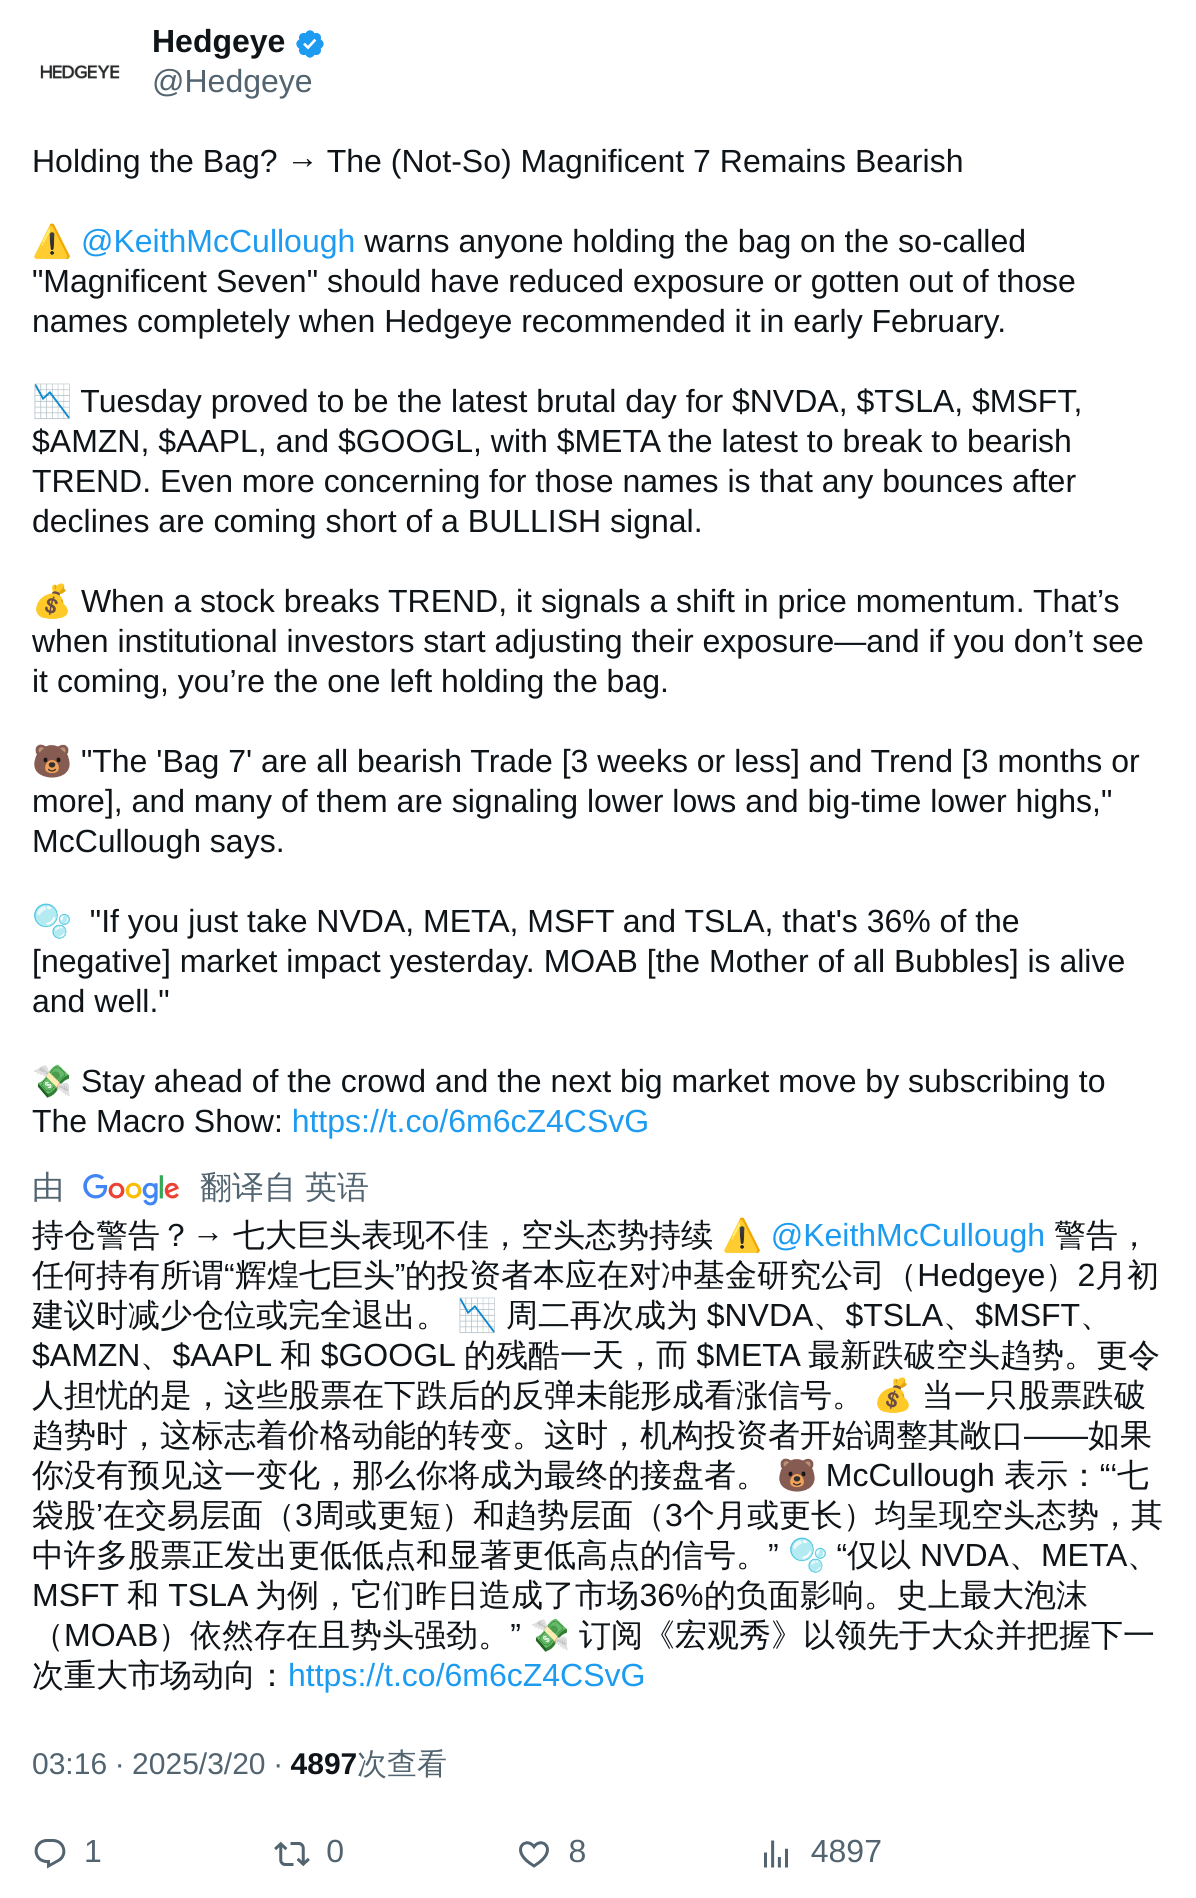 HEDGEYE
Hedgeye
@Hedgeye
Holding the Bag? → The (Not-So) Magnificent 7 Remains Bearish
⚠️ @KeithMcCullough warns anyone holding the bag on the so-called
"Magnificent Seven" should have reduced exposure or gotten out of those
names completely when Hedgeye recommended it in early February.
📉 Tuesday proved to be the latest brutal day for $NVDA, $TSLA, $MSFT,
$AMZN, $AAPL, and $GOOGL, with $META the latest to break to bearish
TREND. Even more concerning for those names is that any bounces after
declines are coming short of a BULLISH signal.
💰 When a stock breaks TREND, it signals a shift in price momentum. That’s
when institutional investors start adjusting their exposure—and if you don’t see
it coming, you’re the one left holding the bag.
🐻 "The 'Bag 7' are all bearish Trade [3 weeks or less] and Trend [3 months or
more], and many of them are signaling lower lows and big-time lower highs,"
McCullough says.
🫧 "If you just take NVDA, META, MSFT and TSLA, that's 36% of the
[negative] market impact yesterday. MOAB [the Mother of all Bubbles] is alive
and well."
💸 Stay ahead of the crowd and the next big market move by subscribing to
The Macro Show: https://t.co/6m6cZ4CSvG
由 Google 翻译自 英语
持仓警告？→ 七大巨头表现不佳，空头态势持续 ⚠️ @KeithMcCullough 警告，
任何持有所谓“辉煌七巨头”的投资者本应在对冲基金研究公司（Hedgeye）2月初
建议时减少仓位或完全退出。 📉 周二再次成为 $NVDA、$TSLA、$MSFT、
$AMZN、$AAPL 和 $GOOGL 的残酷一天，而 $META 最新跌破空头趋势。更令
人担忧的是，这些股票在下跌后的反弹未能形成看涨信号。 💰 当一只股票跌破
趋势时，这标志着价格动能的转变。这时，机构投资者开始调整其敞口——如果
你没有预见这一变化，那么你将成为最终的接盘者。 🐻 McCullough 表示：“‘七
袋股’在交易层面（3周或更短）和趋势层面（3个月或更长）均呈现空头态势，其
中许多股票正发出更低低点和显著更低高点的信号。” 🫧 “仅以 NVDA、META、
MSFT 和 TSLA 为例，它们昨日造成了市场36%的负面影响。史上最大泡沫
（MOAB）依然存在且势头强劲。” 💸 订阅《宏观秀》以领先于大众并把握下一
次重大市场动向：https://t.co/6m6cZ4CSvG
03:16 · 2025/3/20 · 4897次查看
1 0 8 4897